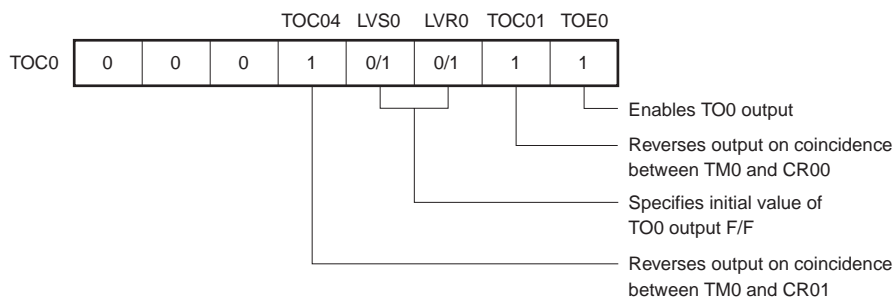 TOC04 LVS0 LVR0 TOC01 TOE0
TOC0 0 0 0 1 0/1 0/1 1 1
Enables TO0 output
Reverses output on coincidence
between TM0 and CR00
Specifies initial value of
TO0 output F/F
Reverses output on coincidence
between TM0 and CR01